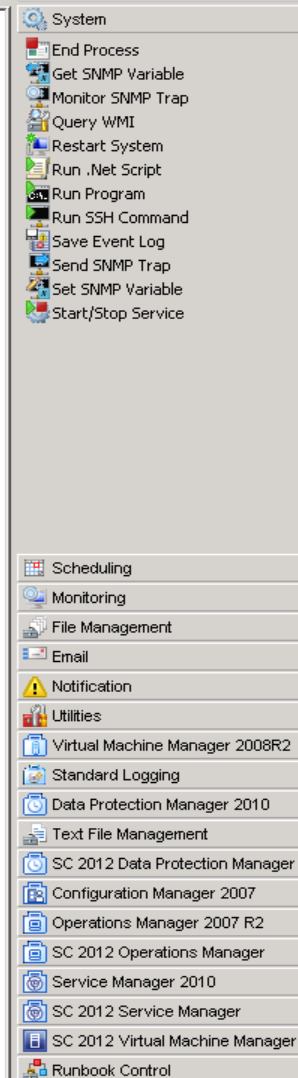 System
End Process
Get SNMP Variable
Monitor SNMP Trap
Query WMI
Restart System
Run .Net Script
Run Program
Run SSH Command
Save Event Log
Send SNMP Trap
Set SNMP Variable
Start/Stop Service
Scheduling
Monitoring
File Management
Email
Notification
Utilities
Virtual Machine Manager 2008R2
Standard Logging
Data Protection Manager 2010
Text File Management
SC 2012 Data Protection Manager
Configuration Manager 2007
Operations Manager 2007 R2
SC 2012 Operations Manager
Service Manager 2010
SC 2012 Service Manager
SC 2012 Virtual Machine Manager
Runbook Control